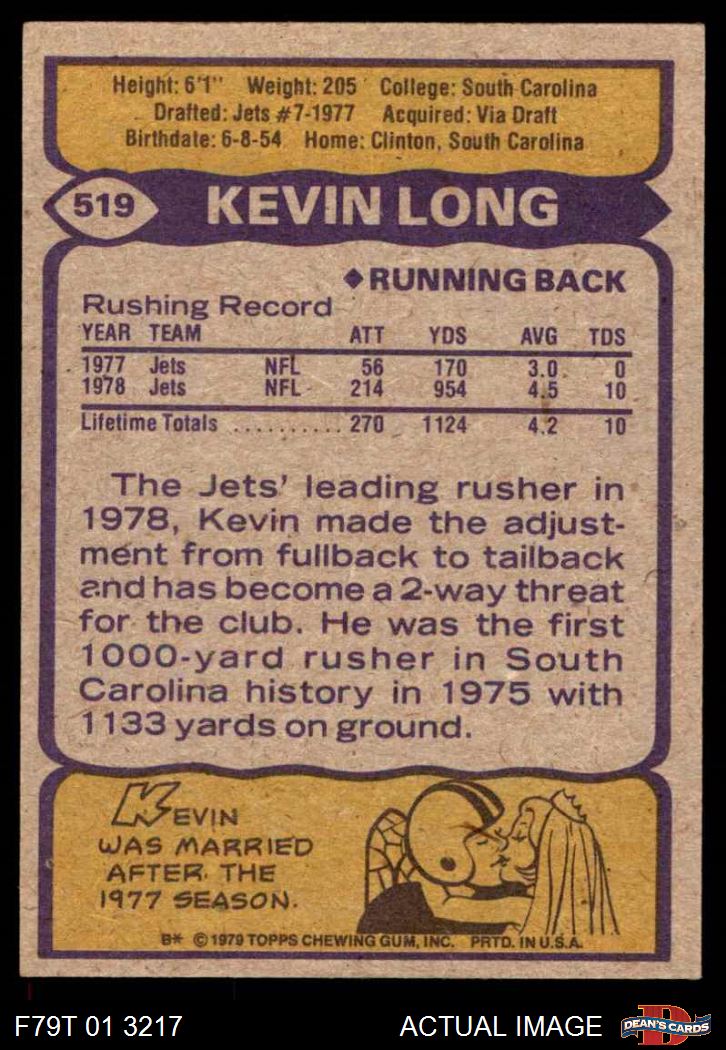 Height: 6'1" Weight: 205 College: South Carolina
Drafted: Jets #7-1977 Acquired: Via Draft
Birthdate: 6-8-54 Home: Clinton, South Carolina
519 KEVIN LONG
◆RUNNING BACK
Rushing Record
YEAR TEAM ATT YDS AVG TDS
1977 Jets NFL 56 170 3.0 0
1978 Jets NFL 214 954 4.5 10
Lifetime Totals .......... 270 1124 4.2 10
The Jets' leading rusher in
1978, Kevin made the adjust-
ment from fullback to tailback
and has become a 2-way threat
for the club. He was the first
1000-yard rusher in South
Carolina history in 1975 with
1133 yards on ground.
KEVIN
WAS MARRIED
AFTER THE
1977 SEASON.
B* © 1979 TOPPS CHEWING GUM, INC. PRTD. IN U.S.A.
F79T 01 3217 ACTUAL IMAGE D DEAN'S CARDS